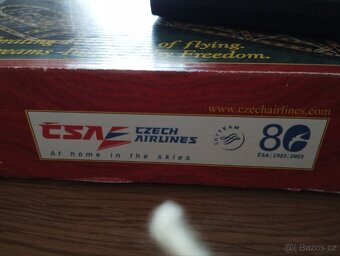 of flying.
Freedom.
www.czechairlines.com
CSA CZECH AIRLINES
At home in the skies
SKYTEAM
80
ČSA | 1923 | 2003
Bazoš.cz